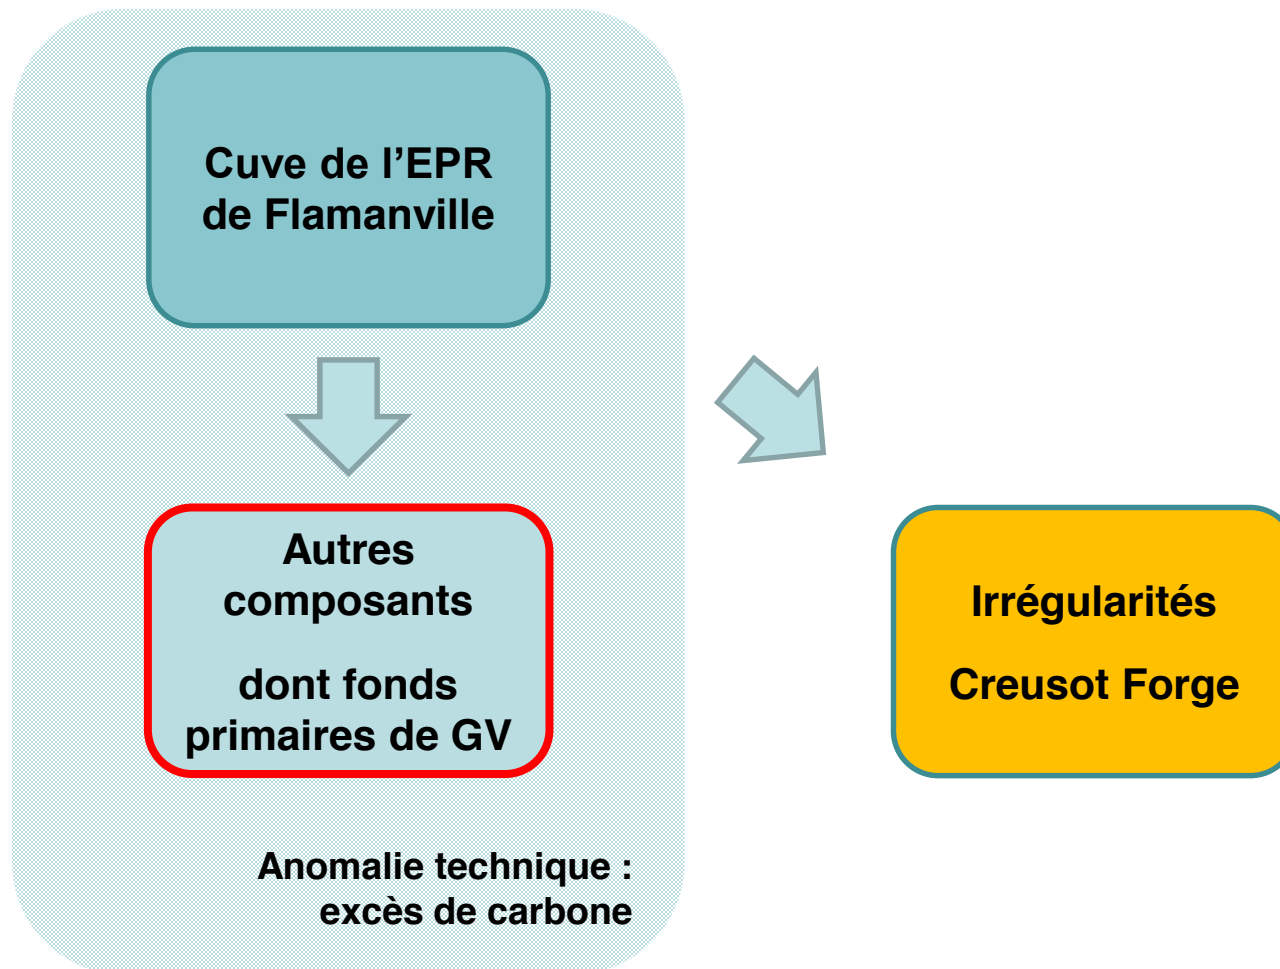 Cuve de l’EPR
de Flamanville
Autres
composants
dont fonds
primaires de GV
Anomalie technique :
excès de carbone
Irrégularités
Creusot Forge